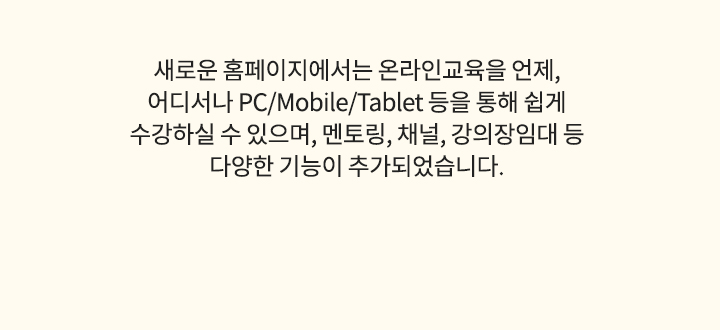 새로운 홈페이지에서는 온라인교육을 언제,
어디서나 PC/Mobile/Tablet 등을 통해 쉽게
수강하실 수 있으며, 멘토링, 채널, 강의장임대 등
다양한 기능이 추가되었습니다.